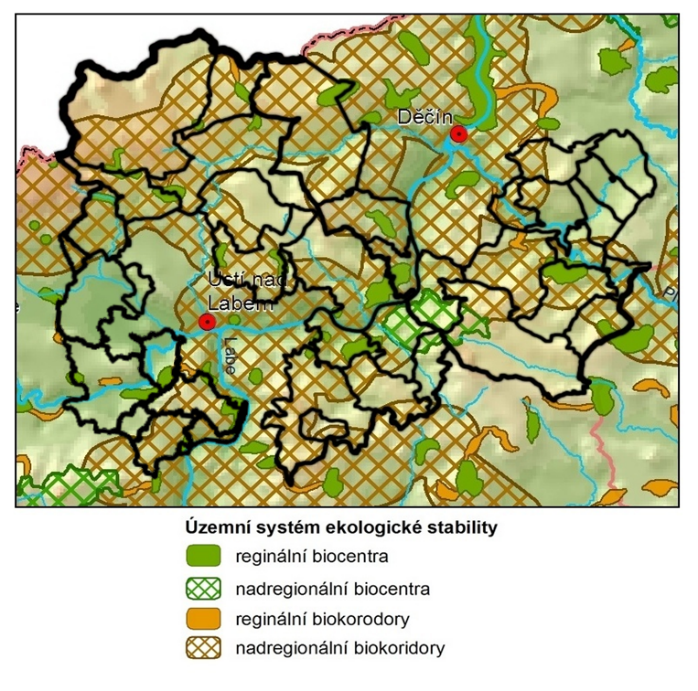 Děčín
Ústí nad
Labem
Labe
Územní systém ekologické stability
reginální biocentra
nadregionální biocentra
reginální biokorodory
nadregionální biokoridory